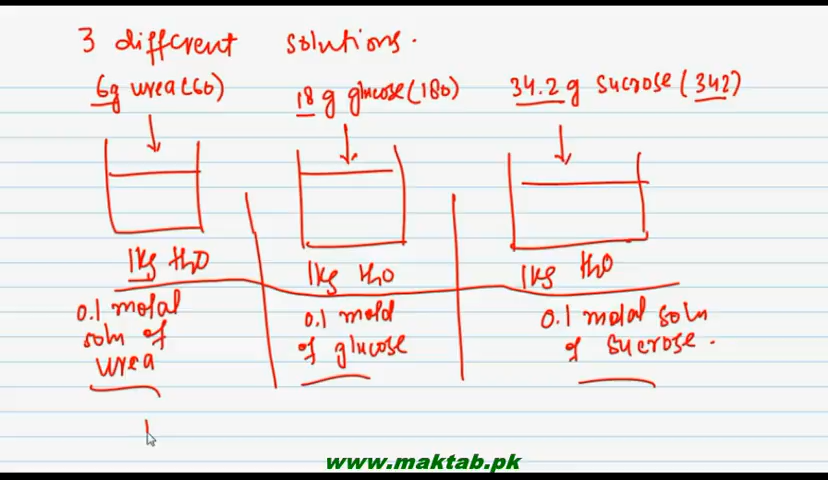 3 different solutions.
6g urea (60)
18 g glucose (180)
34.2 g sucrose (342)
1kg H2O
1kg H2O
1kg H2O
0.1 molal
soln of
urea
0.1 molal
of glucose
0.1 molal soln
of sucrose.
www.maktab.pk